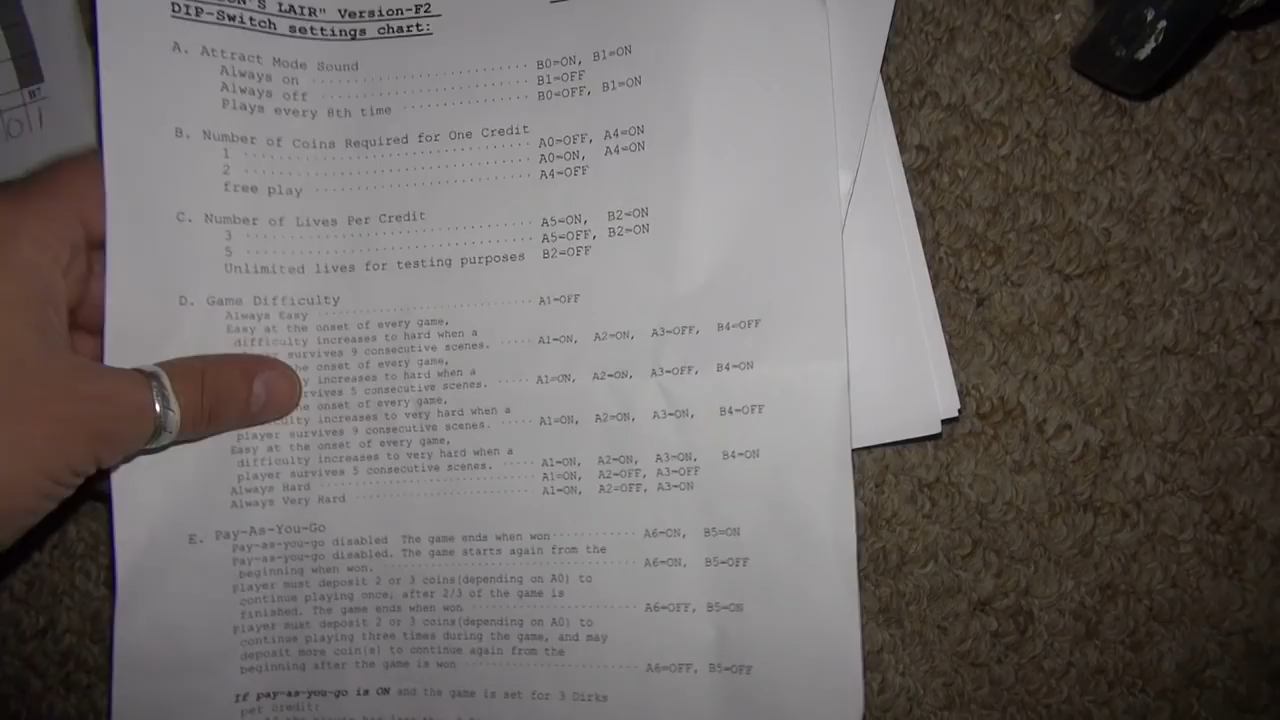 S LAIR" Version-F2
DIP-Switch settings chart:
A. Attract Mode Sound
Always on ........ B0=ON, B1=ON
Always off ........ B1=OFF
Plays every 8th time ........ B0=OFF, B1=ON
B. Number of Coins Required for One Credit
1 ........ A0=OFF, A4=ON
2 ........ A0=ON, A4=ON
free play ........ A4=OFF
C. Number of Lives Per Credit
3 ........ A5=ON, B2=ON
5 ........ A5=OFF, B2=ON
Unlimited lives for testing purposes B2=OFF
D. Game Difficulty
Always Easy ........ A1=OFF
Easy at the onset of every game,
difficulty increases to hard when a
survives 9 consecutive scenes. ..... A1=ON, A2=ON, A3=OFF, B4=OFF
onset of every game,
increases to hard when a
5 consecutive scenes. ..... A1=ON, A2=ON, A3=OFF, B4=ON
onset of every game,
increases to very hard when a
player survives 9 consecutive scenes. ..... A1=ON, A2=ON, A3=ON, B4=OFF
Easy at the onset of every game,
difficulty increases to very hard when a
player survives 5 consecutive scenes. ..... A1=ON, A2=ON, A3=ON, B4=ON
Always Hard ........ A1=ON, A2=OFF, A3=OFF
Always Very Hard ........ A1=ON, A2=OFF, A3=ON
E. Pay-As-You-Go
Pay-as-you-go disabled The game ends when won ........ A6=ON, B5=ON
Pay-as-you-go disabled. The game starts again from the
beginning when won. ........ A6=ON, B5=OFF
Player must deposit 2 or 3 coins(depending on A0) to
continue playing once, after 2/3 of the game is
finished. The game ends when won ........ A6=OFF, B5=ON
Player must deposit 2 or 3 coins(depending on A0) to
continue playing three times during the game, and may
deposit more coin(s) to continue again from the
beginning after the game is won ........ A6=OFF, B5=OFF
If pay-as-you-go is ON and the game is set for 3 Dirks
per credit:
B7